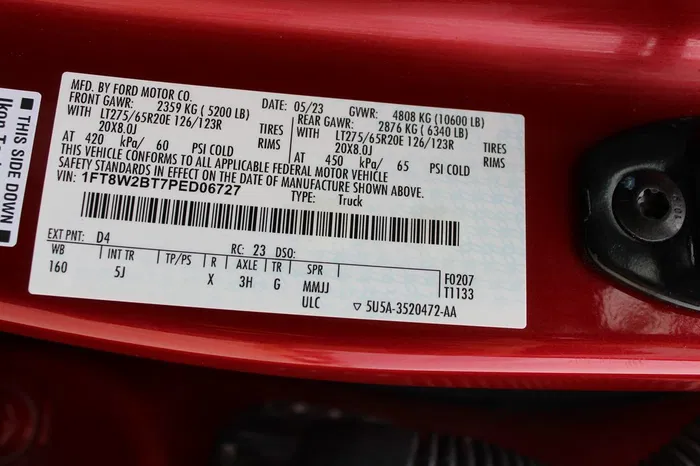 MFD. BY FORD MOTOR CO.
DATE: 05/23 GVWR: 4808 KG (10600 LB)
FRONT GAWR: 2359 KG ( 5200 LB) REAR GAWR: 2876 KG ( 6340 LB)
WITH LT275/65R20E 126/123R TIRES LT275/65R20E 126/123R TIRES
20X8.0J RIMS 20X8.0J RIMS
AT 420 kPa/ 60 PSI COLD AT 450 kPa/ 65 PSI COLD
THIS VEHICLE CONFORMS TO ALL APPLICABLE FEDERAL MOTOR VEHICLE
SAFETY STANDARDS IN EFFECT ON THE DATE OF MANUFACTURE SHOWN ABOVE.
VIN: 1FT8W2BT7PED06727
TYPE: Truck
EXT PNT: D4 RC: 23 DSO:
WB INT TR TP/PS R AXLE TR SPR F0207
160 5J X 3H G MMJJ T1133
ULC 5U5A-3520472-AA
THIS SIDE DOWN